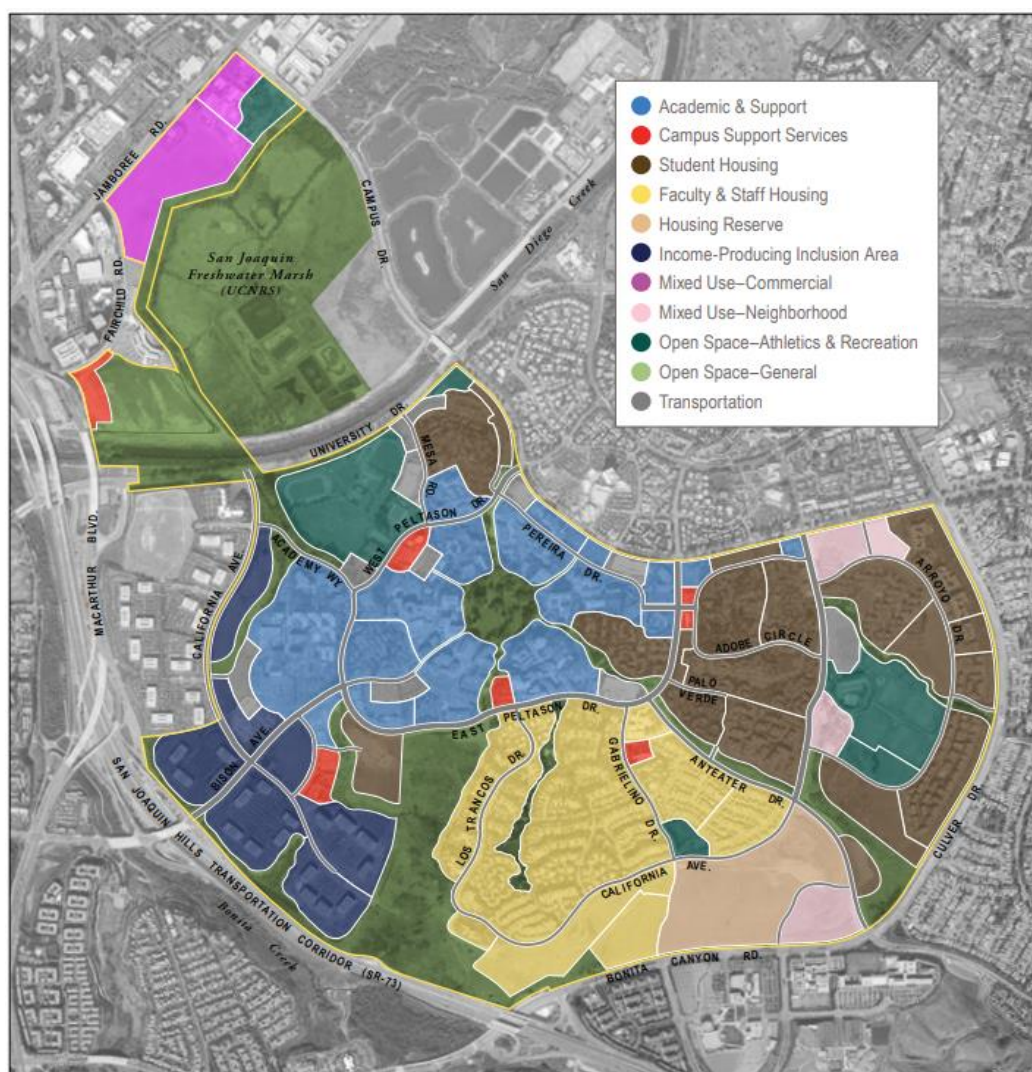 Academic & Support
Campus Support Services
Student Housing
Faculty & Staff Housing
Housing Reserve
Income-Producing Inclusion Area
Mixed Use–Commercial
Mixed Use–Neighborhood
Open Space–Athletics & Recreation
Open Space–General
Transportation
JAMBOREE RD.
CAMPUS DR.
San Diego Creek
San Joaquin
Freshwater Marsh
(UCNRS)
FAIRCHILD RD.
UNIVERSITY DR.
MESA RD.
WEST PELTASON DR.
PEREIRA DR.
ACADEMY WY
CALIFORNIA AVE.
MACARTHUR BLVD.
ARROYO DR.
ADOBE CIRCLE
PALO
VERDE
EAST PELTASON DR.
BISON AVE.
LOS TRANCOS DR.
GABRIELINO DR.
ANTEATER DR.
CULVER DR.
CALIFORNIA AVE.
SAN JOAQUIN HILLS TRANSPORTATION CORRIDOR (SR-73)
Bonita Creek
BONITA CANYON RD.